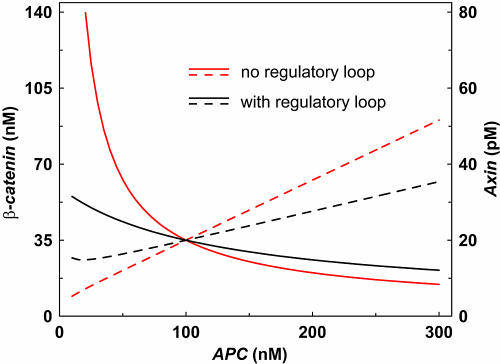 140
105
70
35
0
β-catenin (nM)
no regulatory loop
with regulatory loop
80
60
40
20
0
Axin (pM)
0
100
200
300
APC (nM)